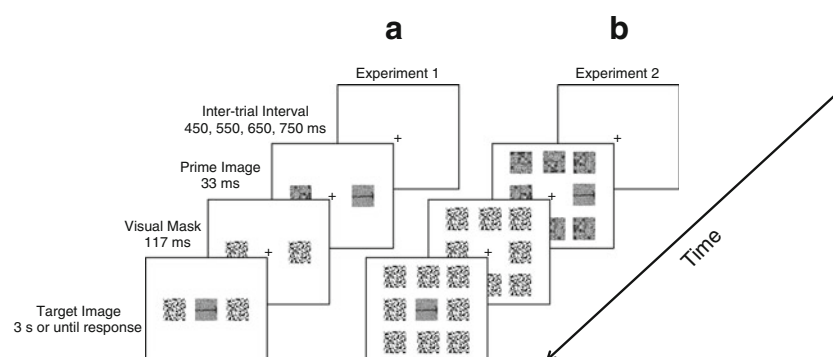 a
b
Experiment 1
Experiment 2
Inter-trial Interval
450, 550, 650, 750 ms
Prime Image
33 ms
Visual Mask
117 ms
Target Image
3 s or until response
Time